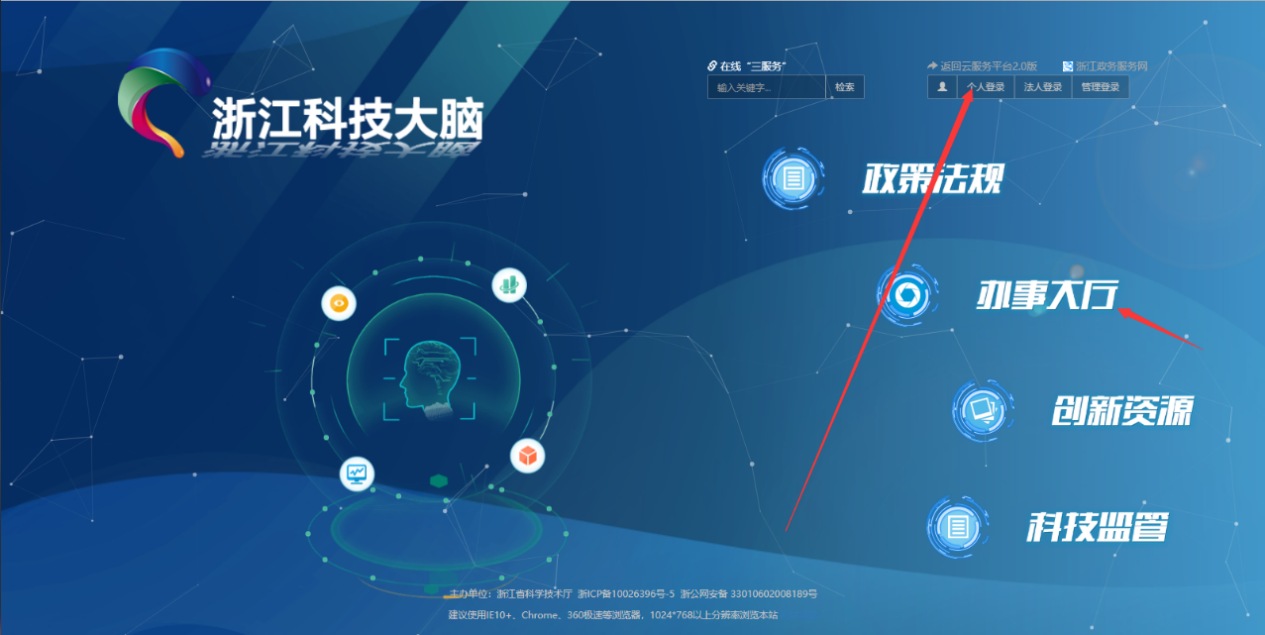 浙江科技大脑
在线 "三服务"
返回云服务平台2.0版 浙江政务服务网
输入关键字... 检索 个人登录 法人登录 管理登录
政策法规
办事大厅
创新资源
科技监管
主办单位：浙江省科学技术厅 浙ICP备10026396号-5 浙公网安备 33010602008189号
建议使用IE10+、Chrome、360极速等浏览器，1024*768以上分辨率浏览本站